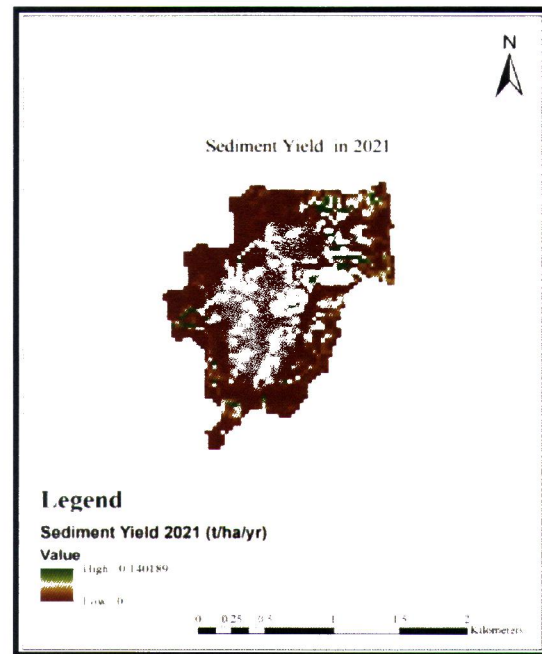 N
Sediment Yield in 2021
Legend
Sediment Yield 2021 (t/ha/yr)
Value
High : 0.140189
Low : 0
0 0.25 0.5 1 1.5 2
Kilometers